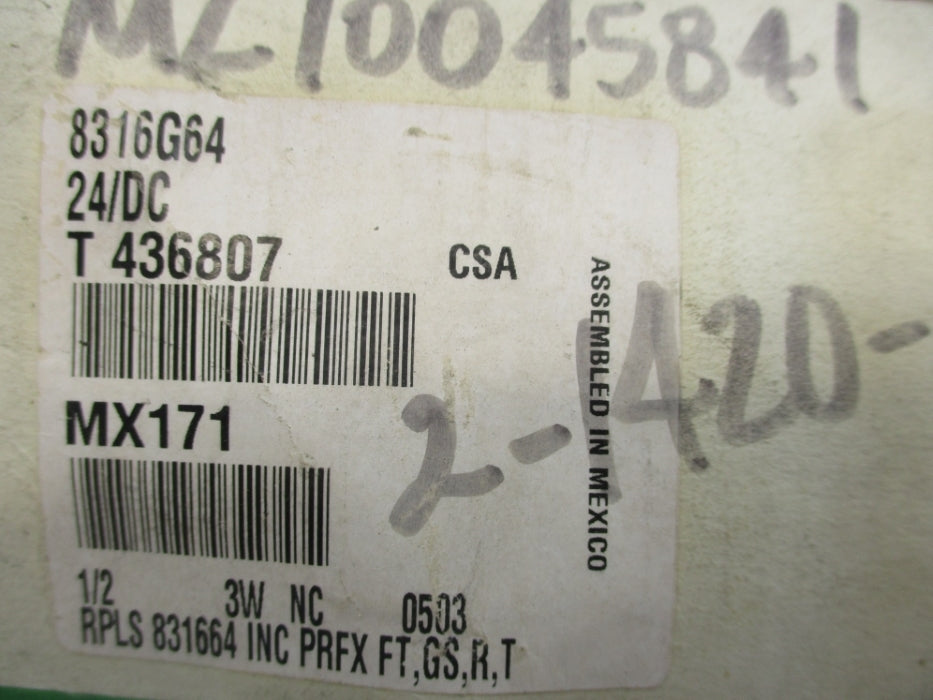 MZ10045841
8316G64
24/DC
T 436807
CSA
ASSEMBLED IN MEXICO
MX171
2-1420-
1/2 3W NC 0503
RPLS 831664 INC PRFX FT,GS,R,T